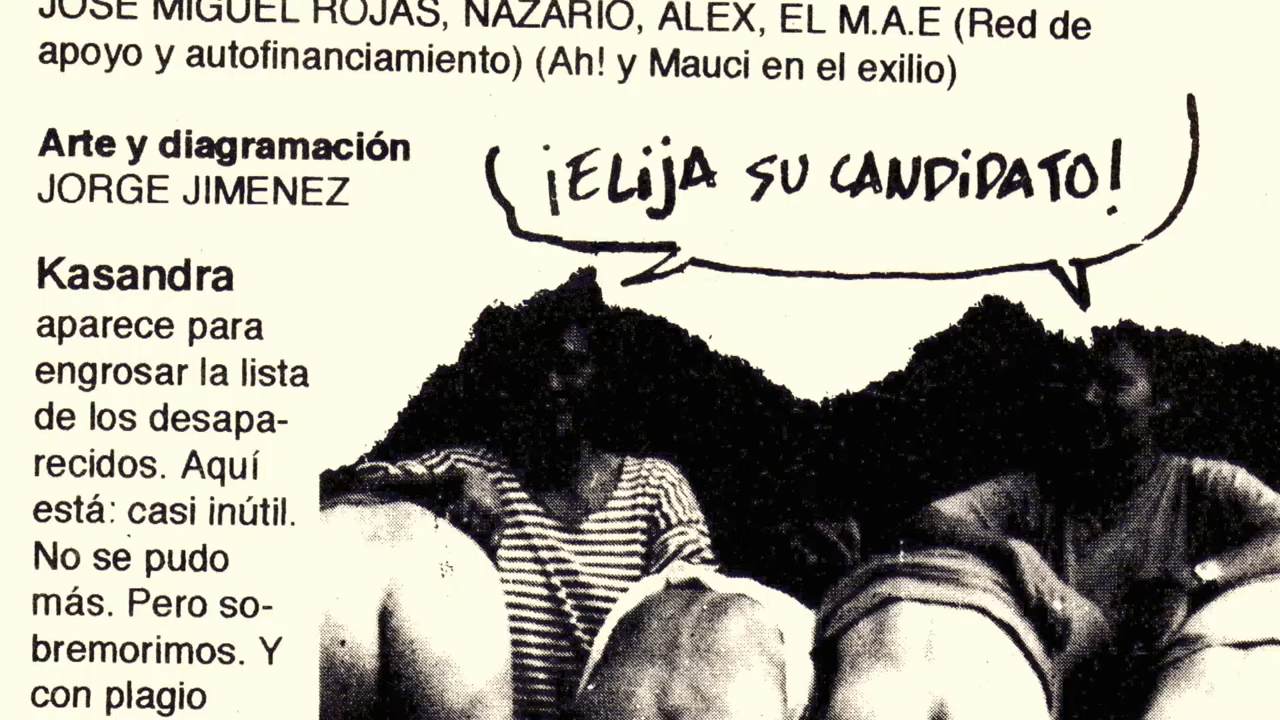 JOSE MIGUEL ROJAS, NAZARIO, ALEX, EL M.A.E (Red de
apoyo y autofinanciamiento) (Ah! y Mauci en el exilio)
Arte y diagramación
JORGE JIMENEZ
¡ELijA SU CANDiDATO!
Kasandra
aparece para
engrosar la lista
de los desapa-
recidos. Aquí
está: casi inútil.
No se pudo
más. Pero so-
bremorimos. Y
con plagio